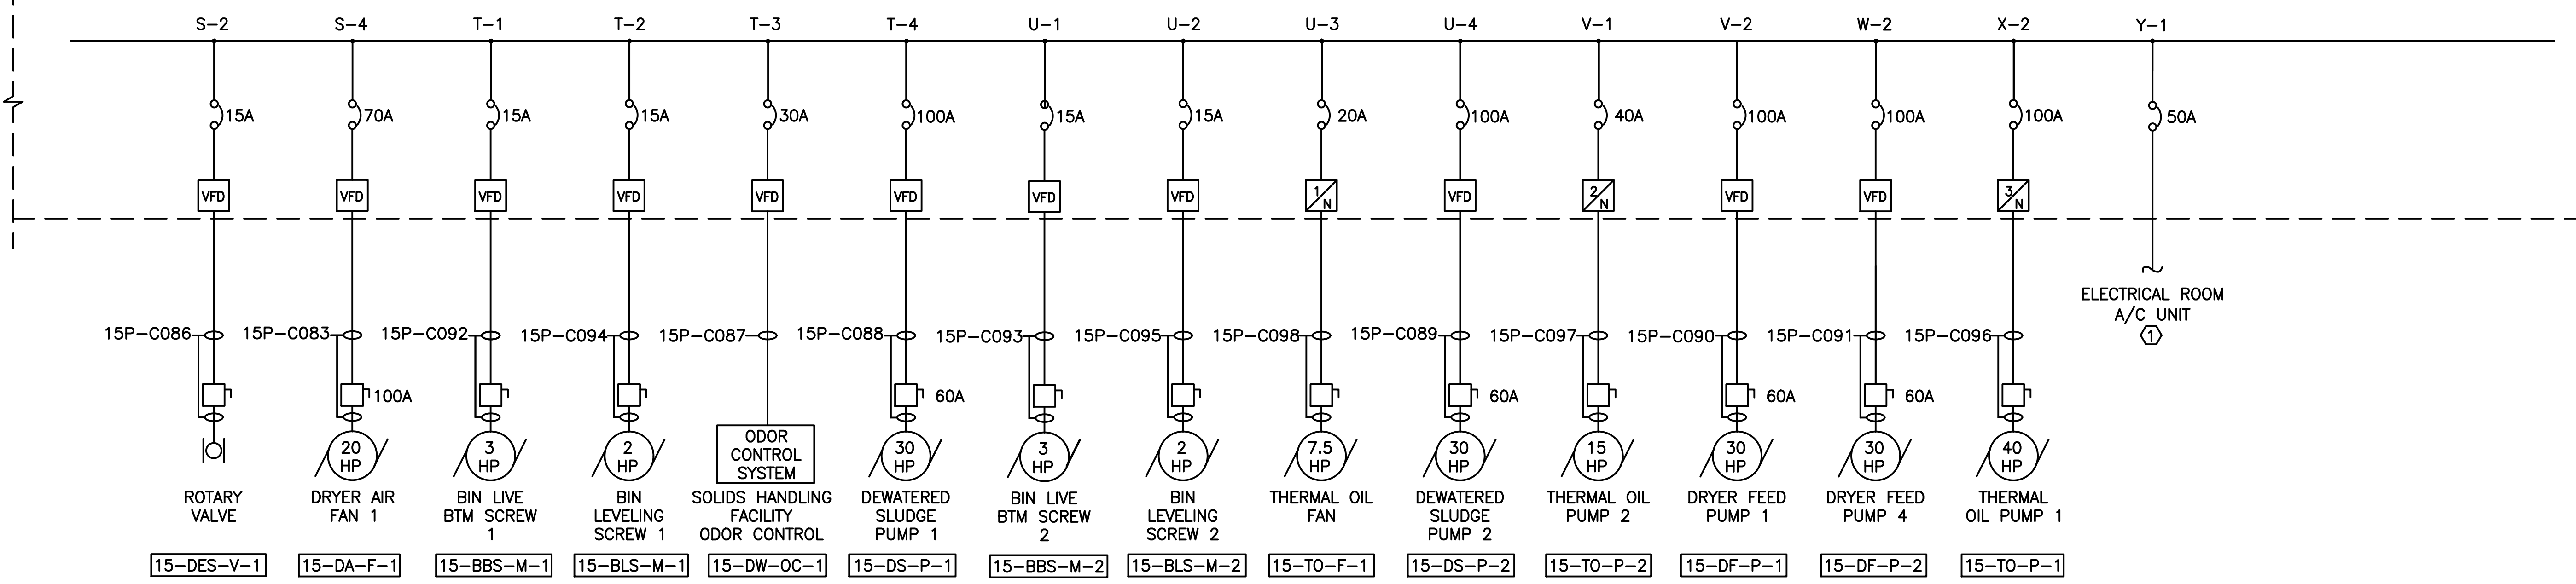 S-2 S-4 T-1 T-2 T-3 T-4 U-1 U-2 U-3 U-4 V-1 V-2 W-2 X-2 Y-1
15A 70A 15A 15A 30A 100A 15A 15A 20A 100A 40A 100A 100A 100A 50A
VFD VFD VFD VFD VFD VFD VFD VFD 1/N VFD 2/N VFD VFD 3/N
ELECTRICAL ROOM
A/C UNIT
1
15P-C086 15P-C083 15P-C092 15P-C094 15P-C087 15P-C088 15P-C093 15P-C095 15P-C098 15P-C089 15P-C097 15P-C090 15P-C091 15P-C096
100A 60A 60A 60A 60A
20 HP
3 HP
2 HP
ODOR
CONTROL
SYSTEM
30 HP
3 HP
2 HP
7.5 HP
30 HP
15 HP
30 HP
30 HP
40 HP
ROTARY
VALVE
DRYER AIR
FAN 1
BIN LIVE
BTM SCREW
1
BIN
LEVELING
SCREW 1
SOLIDS HANDLING
FACILITY
ODOR CONTROL
DEWATERED
SLUDGE
PUMP 1
BIN LIVE
BTM SCREW
2
BIN
LEVELING
SCREW 2
THERMAL OIL
FAN
DEWATERED
SLUDGE
PUMP 2
THERMAL OIL
PUMP 2
DRYER FEED
PUMP 1
DRYER FEED
PUMP 4
THERMAL
OIL PUMP 1
15-DES-V-1 15-DA-F-1 15-BBS-M-1 15-BLS-M-1 15-DW-OC-1 15-DS-P-1 15-BBS-M-2 15-BLS-M-2 15-TO-F-1 15-DS-P-2 15-TO-P-2 15-DF-P-1 15-DF-P-2 15-TO-P-1